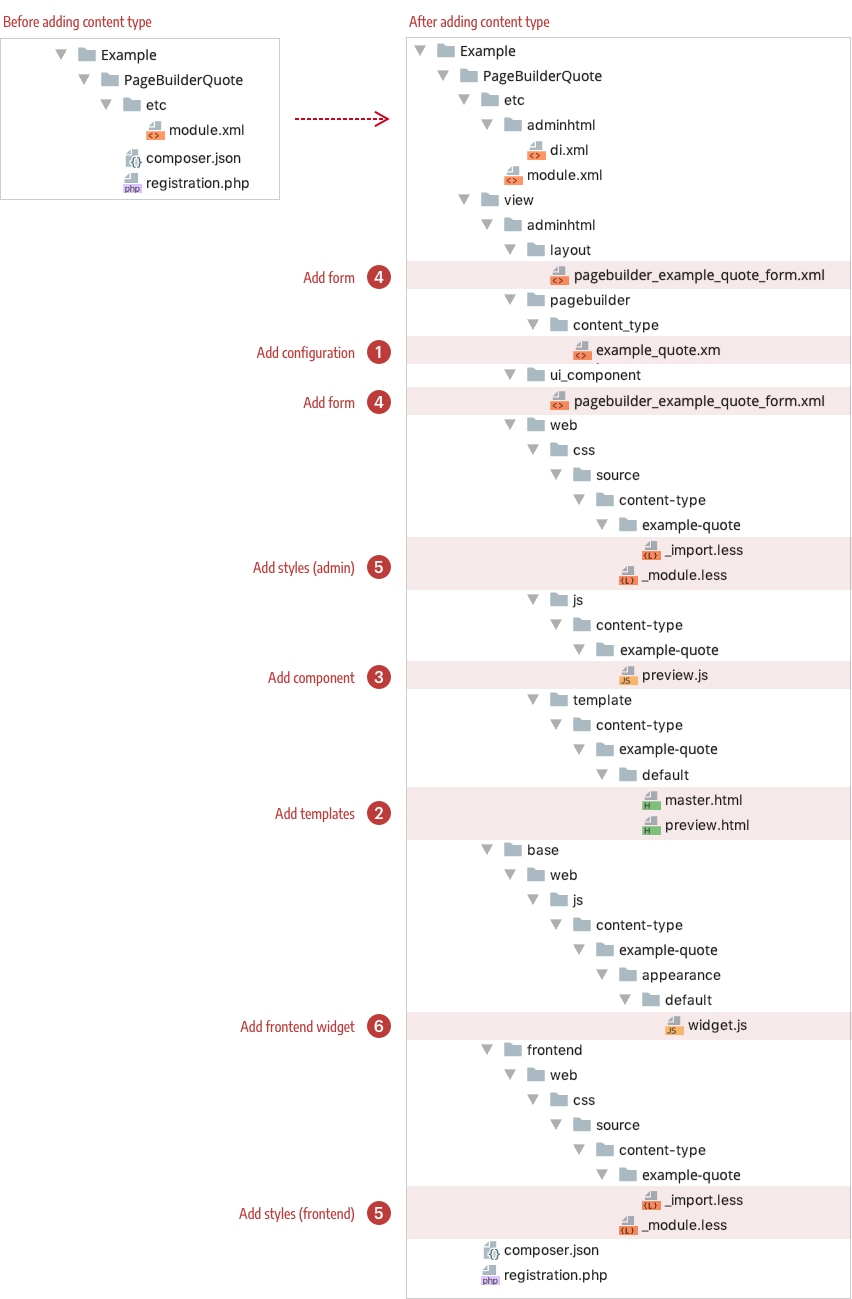 Before adding content type
Example
PageBuilderQuote
etc
<> module.xml
{} composer.json
php registration.php
After adding content type
Example
PageBuilderQuote
etc
adminhtml
<> di.xml
<> module.xml
view
adminhtml
layout
Add form 4 <> pagebuilder_example_quote_form.xml
pagebuilder
content_type
Add configuration 1 <> example_quote.xm
ui_component
Add form 4 <> pagebuilder_example_quote_form.xml
web
css
source
content-type
example-quote
{L} _import.less
Add styles (admin) 5 {L} _module.less
js
content-type
example-quote
Add component 3 JS preview.js
template
content-type
example-quote
default
H master.html
Add templates 2
H preview.html
base
web
js
content-type
example-quote
appearance
default
Add frontend widget 6 JS widget.js
frontend
web
css
source
content-type
example-quote
{L} _import.less
Add styles (frontend) 5
{L} _module.less
{} composer.json
php registration.php